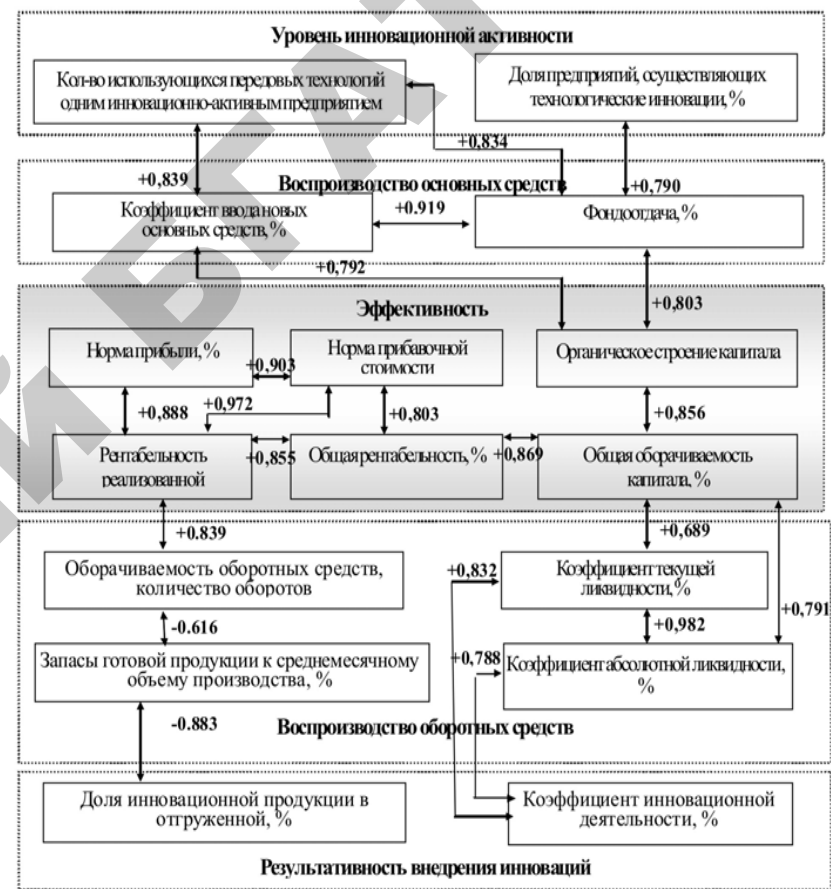 Уровень инновационной активности
Кол-во использующихся передовых технологий
одним инновационно-активным предприятием
Доля предприятий, осуществляющих
технологические инновации, %
+0,834
+0,839
+0,790
Воспроизводство основных средств
Коэффициент ввода новых
основных средств, %
+0.919
Фондоотдача, %
+0,792
+0,803
Эффективность
Норма прибыли, %
+0,903
Норма прибавочной
стоимости
Органическое строение капитала
+0,888
+0,972
+0,803
+0,856
Рентабельность
реализованной
+0,855
Общая рентабельность, %
+0,869
Общая оборачиваемость
капитала, %
+0.839
+0,689
Оборачиваемость оборотных средств,
количество оборотов
+0,832
Коэффициент текущей
ликвидности, %
+0,791
-0.616
+0,982
Запасы готовой продукции к среднемесячному
объему производства, %
+0,788
Коэффициент абсолютной ликвидности,
%
-0.883
Воспроизводство оборотных средств
Доля инновационной продукции в
отгруженной, %
Коэффициент инновационной
деятельности, %
Результативность внедрения инноваций
БГАТ
ий